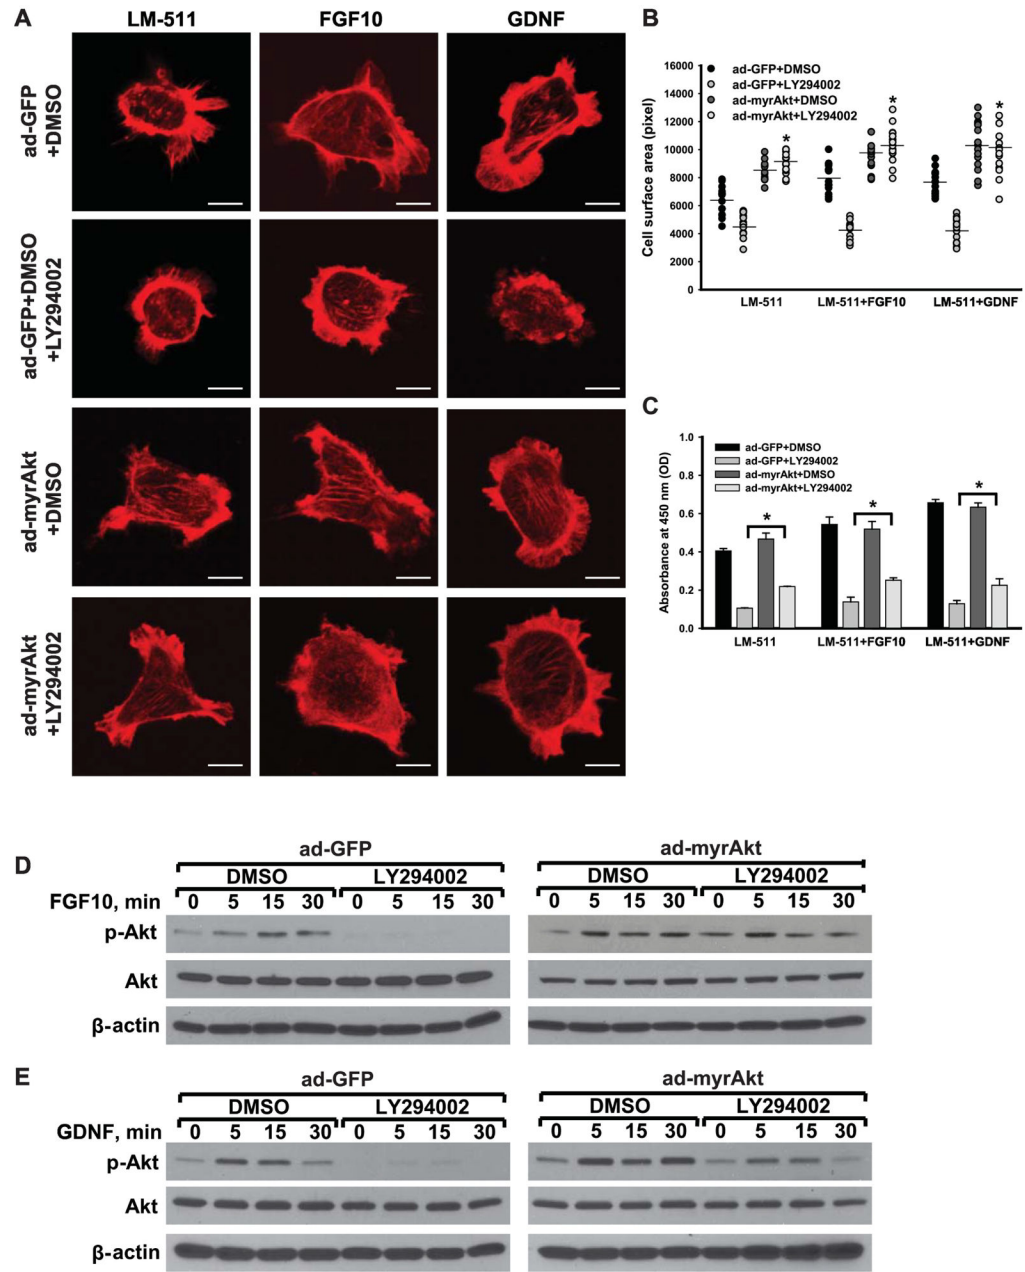 A
LM-511 FGF10 GDNF
ad-GFP
+DMSO
ad-GFP+DMSO
+LY294002
ad-myrAkt
+DMSO
ad-myrAkt
+LY294002
B
Cell surface area (pixel)
16000
14000
12000
10000
8000
6000
4000
2000
0
ad-GFP+DMSO
ad-GFP+LY294002
ad-myrAkt+DMSO
ad-myrAkt+LY294002
* * *
LM-511 LM-511+FGF10 LM-511+GDNF
C
Absorbance at 450 nm (OD)
1.0
0.8
0.6
0.4
0.2
0.0
ad-GFP+DMSO
ad-GFP+LY294002
ad-myrAkt+DMSO
ad-myrAkt+LY294002
* * *
LM-511 LM-511+FGF10 LM-511+GDNF
D
ad-GFP ad-myrAkt
DMSO LY294002 DMSO LY294002
FGF10, min 0 5 15 30 0 5 15 30 0 5 15 30 0 5 15 30
p-Akt
Akt
β-actin
E
ad-GFP ad-myrAkt
DMSO LY294002 DMSO LY294002
GDNF, min 0 5 15 30 0 5 15 30 0 5 15 30 0 5 15 30
p-Akt
Akt
β-actin